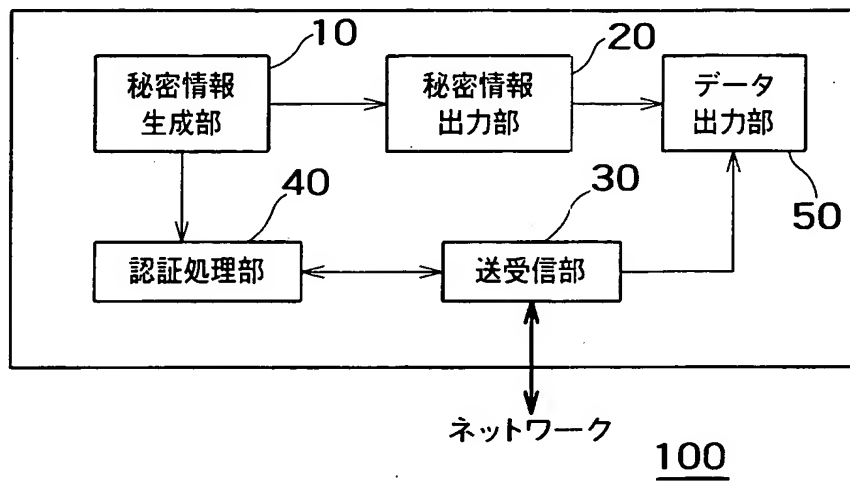 10
20
秘密情報
生成部
秘密情報
出力部
データ
出力部
40
30
50
認証処理部
送受信部
ネットワーク
100